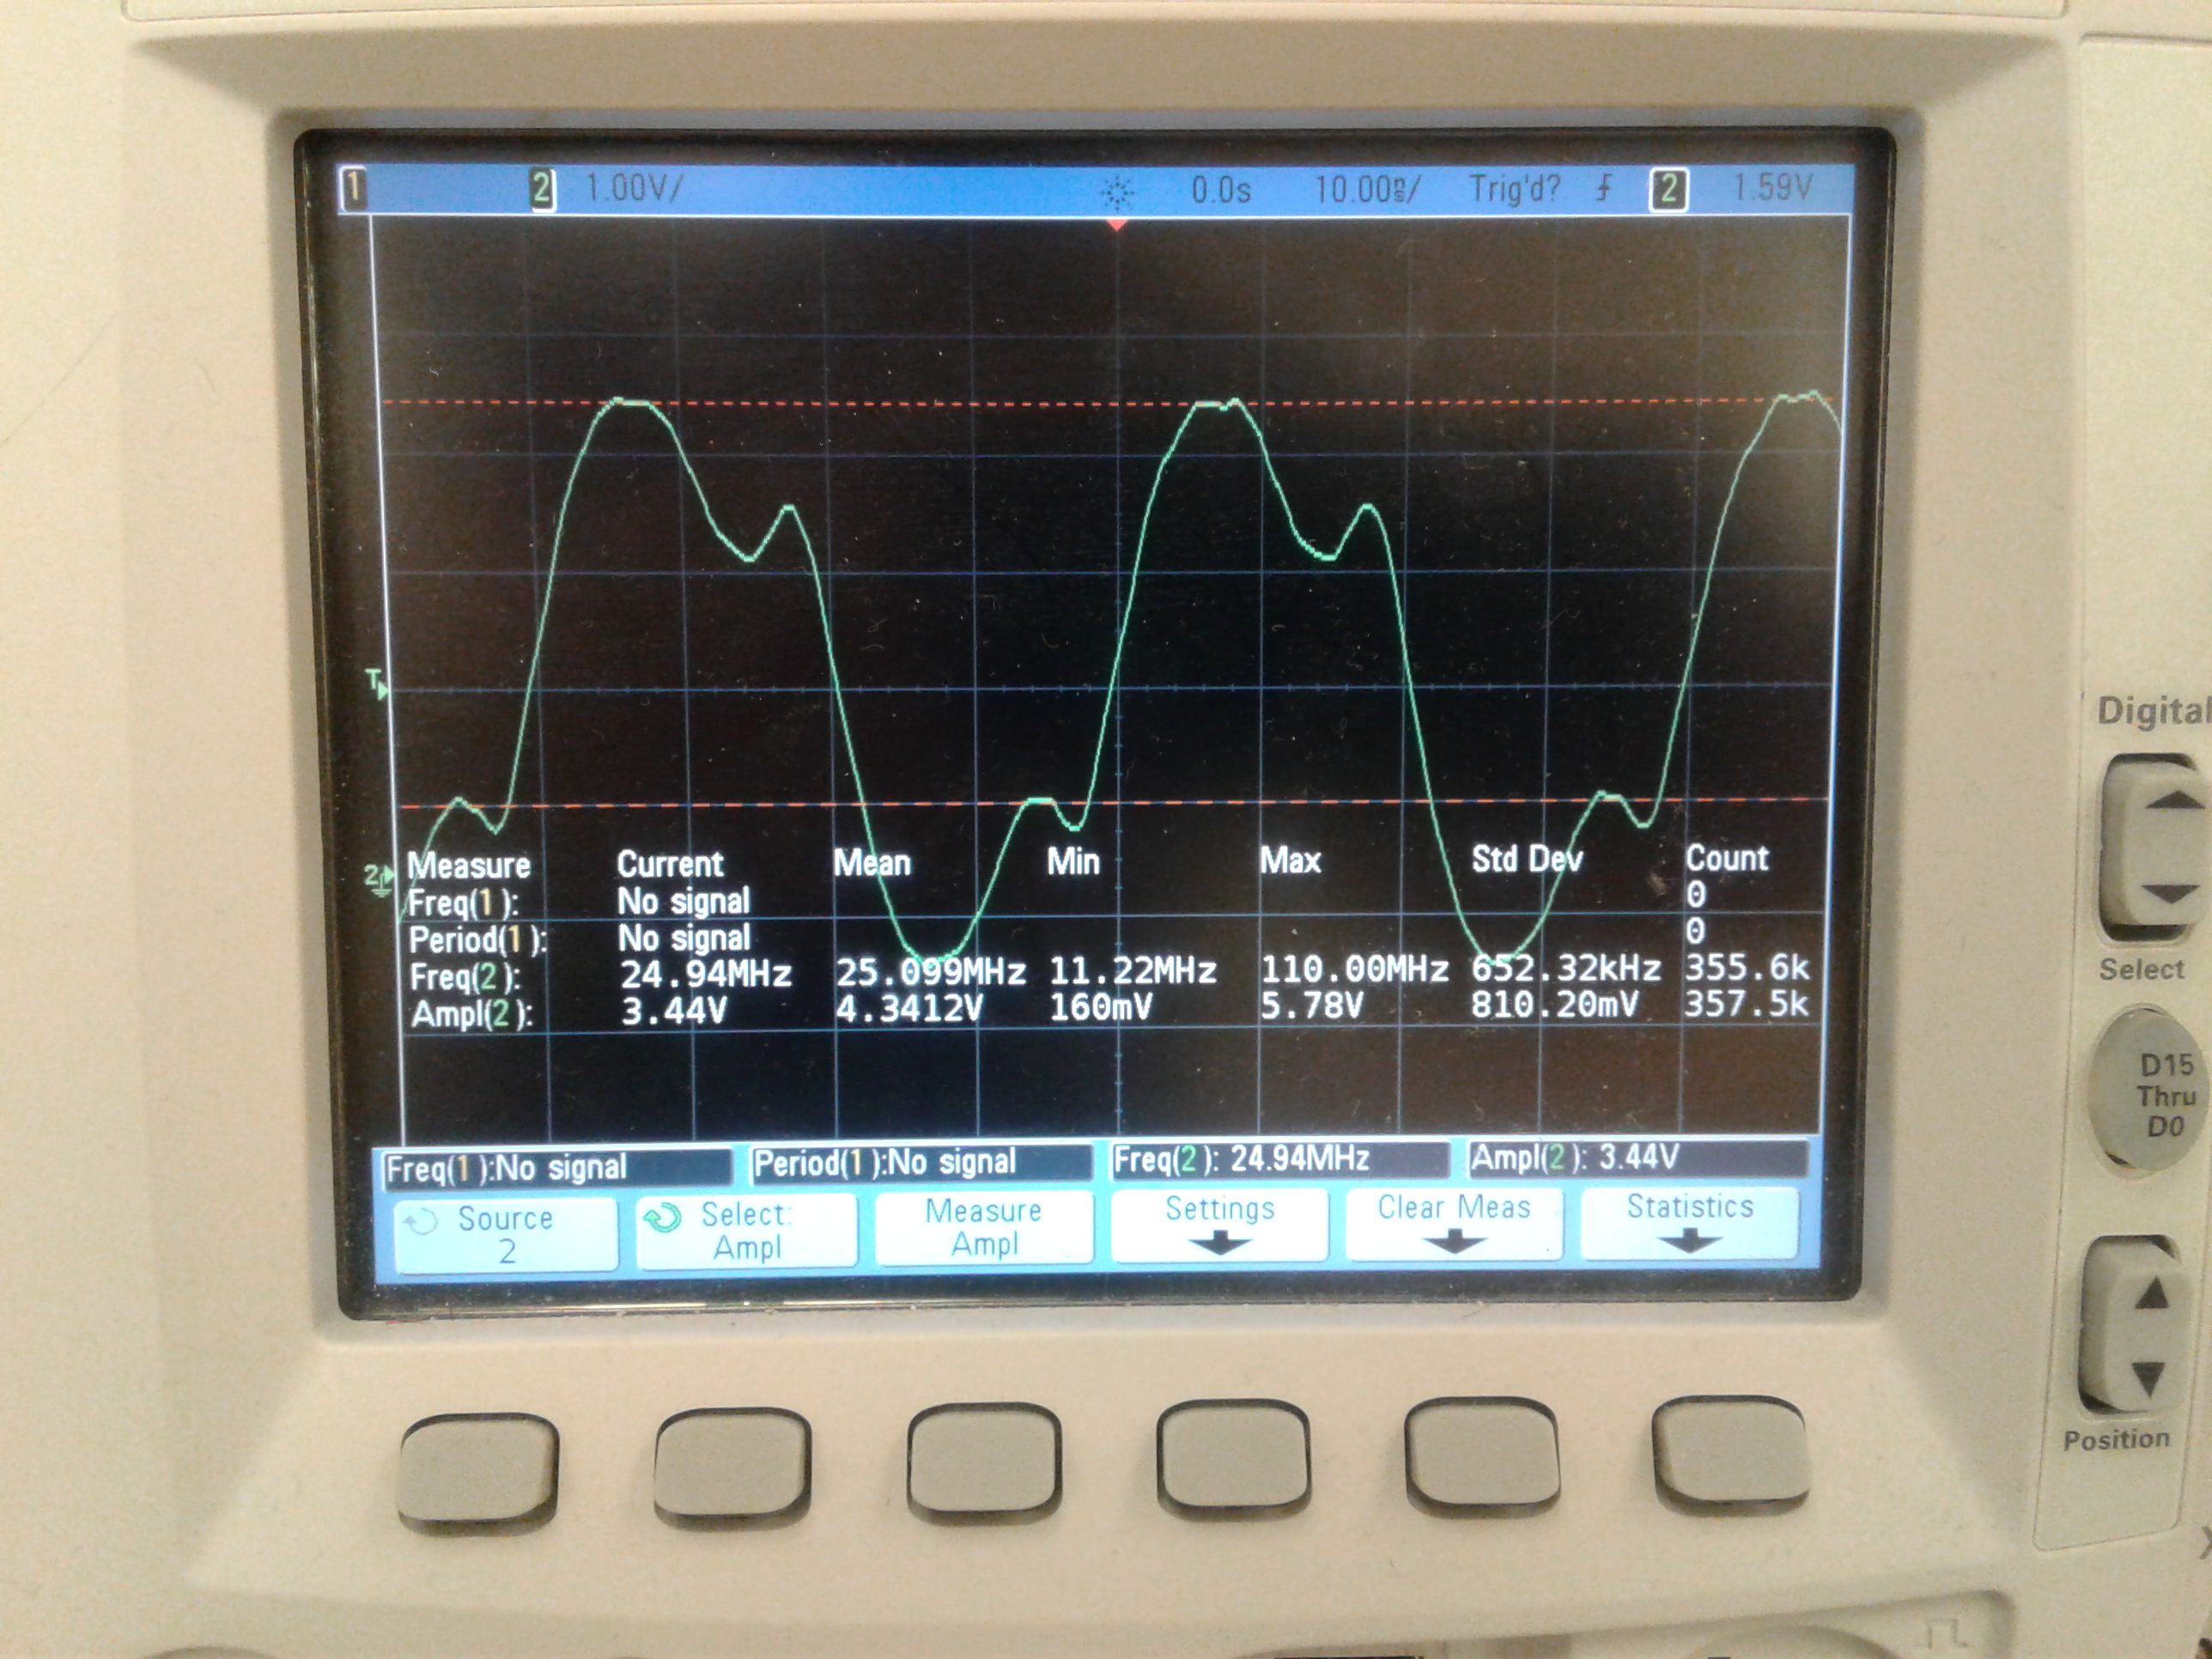 1 2 1.00V/ 0.0s 10.00s/ Trig'd? 2 1.59V
T
2
Measure Current Mean Min Max Std Dev Count
Freq(1): No signal 0
Period(1): No signal 0
Freq(2): 24.94MHz 25.099MHz 11.22MHz 110.00MHz 652.32kHz 355.6k
Ampl(2): 3.44V 4.3412V 160mV 5.78V 810.20mV 357.5k
Freq(1):No signal Period(1):No signal Freq(2): 24.94MHz Ampl(2): 3.44V
Source
2
Select:
Ampl
Measure
Ampl
Settings
Clear Meas
Statistics
Digital
Select
D15
Thru
D0
Position